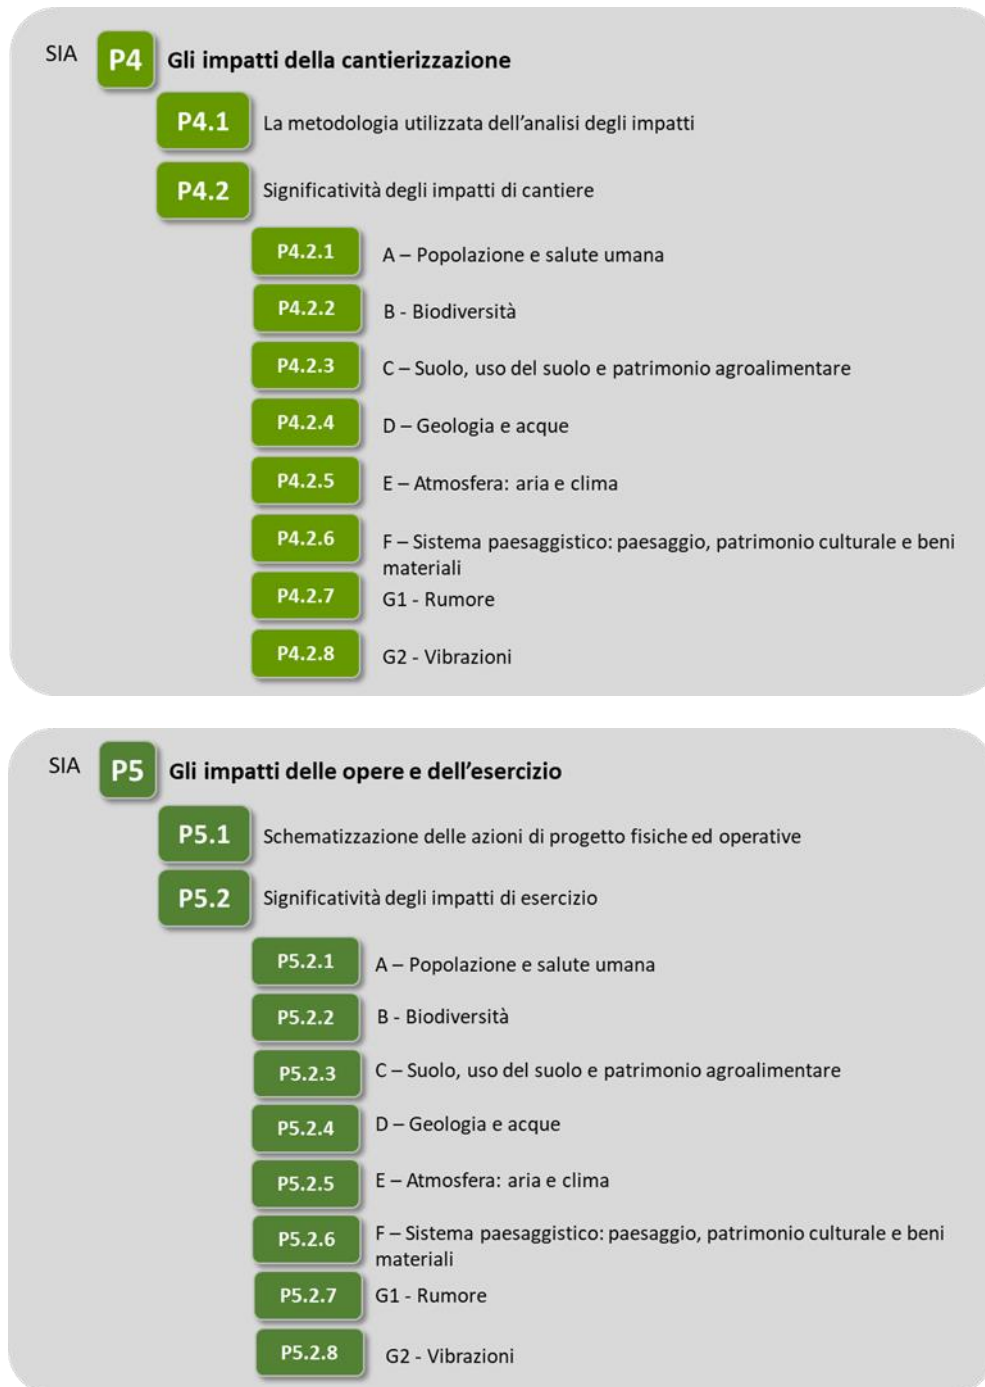 SIA P4 Gli impatti della cantierizzazione
P4.1 La metodologia utilizzata dell’analisi degli impatti
P4.2 Significatività degli impatti di cantiere
P4.2.1 A – Popolazione e salute umana
P4.2.2 B - Biodiversità
P4.2.3 C – Suolo, uso del suolo e patrimonio agroalimentare
P4.2.4 D – Geologia e acque
P4.2.5 E – Atmosfera: aria e clima
P4.2.6 F – Sistema paesaggistico: paesaggio, patrimonio culturale e beni
materiali
P4.2.7 G1 - Rumore
P4.2.8 G2 - Vibrazioni
SIA P5 Gli impatti delle opere e dell’esercizio
P5.1 Schematizzazione delle azioni di progetto fisiche ed operative
P5.2 Significatività degli impatti di esercizio
P5.2.1 A – Popolazione e salute umana
P5.2.2 B - Biodiversità
P5.2.3 C – Suolo, uso del suolo e patrimonio agroalimentare
P5.2.4 D – Geologia e acque
P5.2.5 E – Atmosfera: aria e clima
P5.2.6 F – Sistema paesaggistico: paesaggio, patrimonio culturale e beni
materiali
P5.2.7 G1 - Rumore
P5.2.8 G2 - Vibrazioni